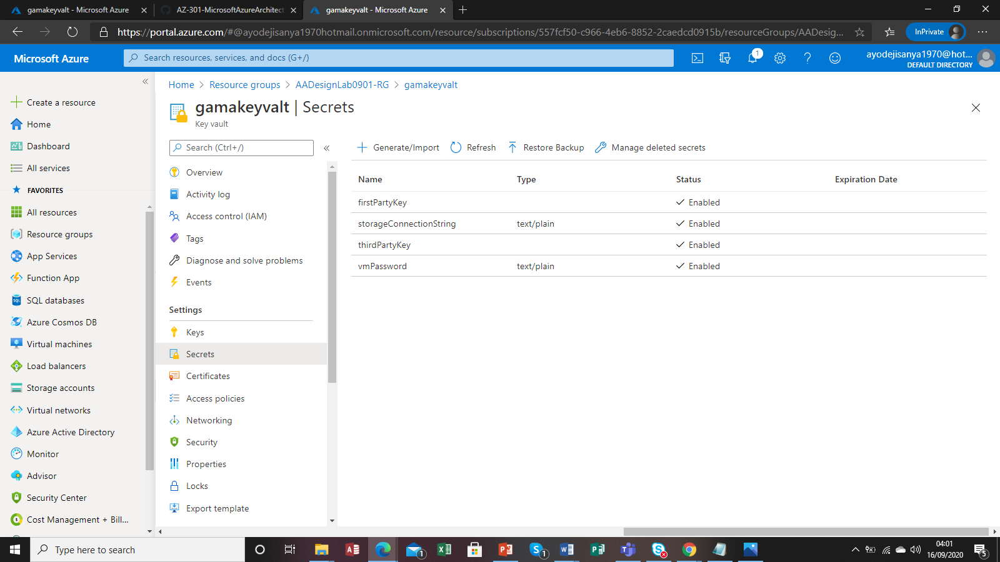 gamakeyvalt - Microsoft Azure
AZ-301-MicrosoftAzureArchitect
gamakeyvalt - Microsoft Azure
https://portal.azure.com/#@ayodejisanya1970hotmail.onmicrosoft.com/resource/subscriptions/557fcf50-c966-4eb6-8852-2caedcd0915b/resourceGroups/AADesig...
InPrivate
Microsoft Azure
Search resources, services, and docs (G+/)
1
ayodejisanya1970@hot...
DEFAULT DIRECTORY
Home > Resource groups > AADesignLab0901-RG > gamakeyvalt
gamakeyvalt | Secrets
Key vault
Create a resource
Home
Dashboard
All services
FAVORITES
All resources
Resource groups
App Services
Function App
SQL databases
Azure Cosmos DB
Virtual machines
Load balancers
Storage accounts
Virtual networks
Azure Active Directory
Monitor
Advisor
Security Center
Cost Management + Bill...
Search (Ctrl+/)
Overview
Activity log
Access control (IAM)
Tags
Diagnose and solve problems
Events
Settings
Keys
Secrets
Certificates
Access policies
Networking
Security
Properties
Locks
Export template
Generate/Import Refresh Restore Backup Manage deleted secrets
Name Type Status Expiration Date
firstPartyKey Enabled
storageConnectionString text/plain Enabled
thirdPartyKey Enabled
vmPassword text/plain Enabled
Type here to search
1
1
04:01
16/09/2020
5